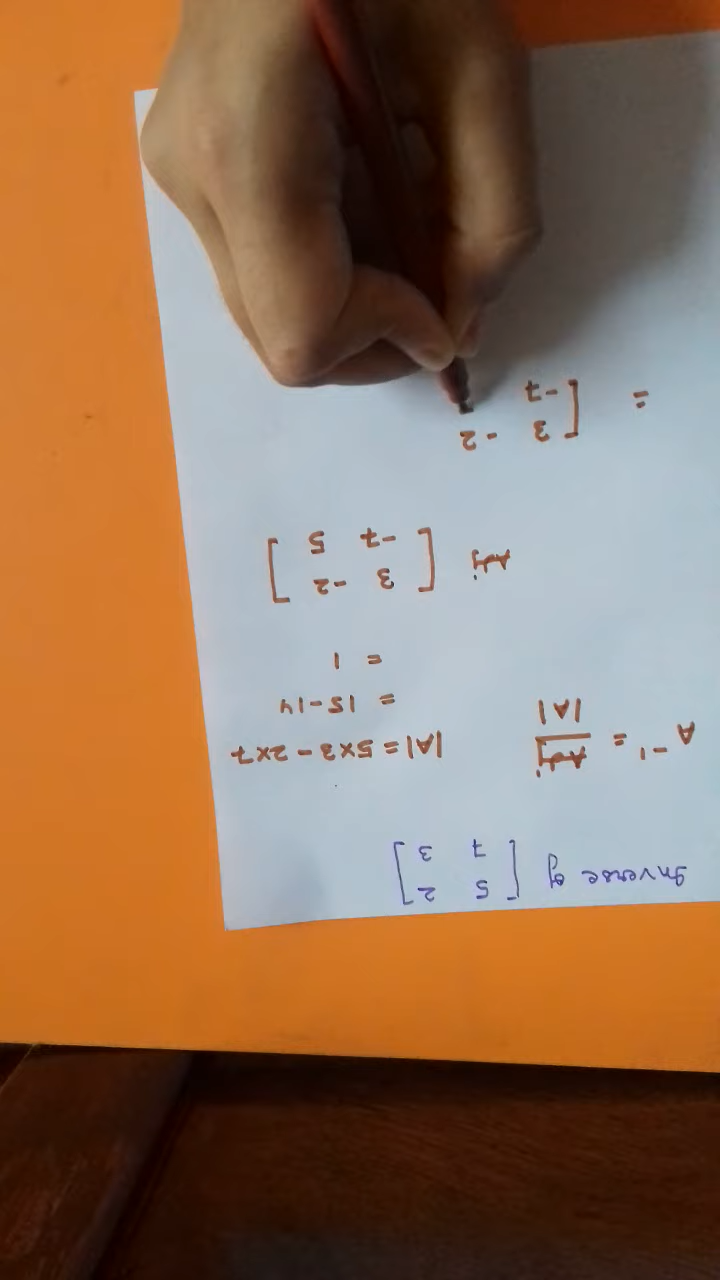 Inverse of [ 5 2
7 3 ]
A⁻¹ = Adj / |A|
|A| = 5×3 - 2×7
= 15-14
= 1
Adj [ 3 -2
-7 5 ]
= [ 3 -2
-7